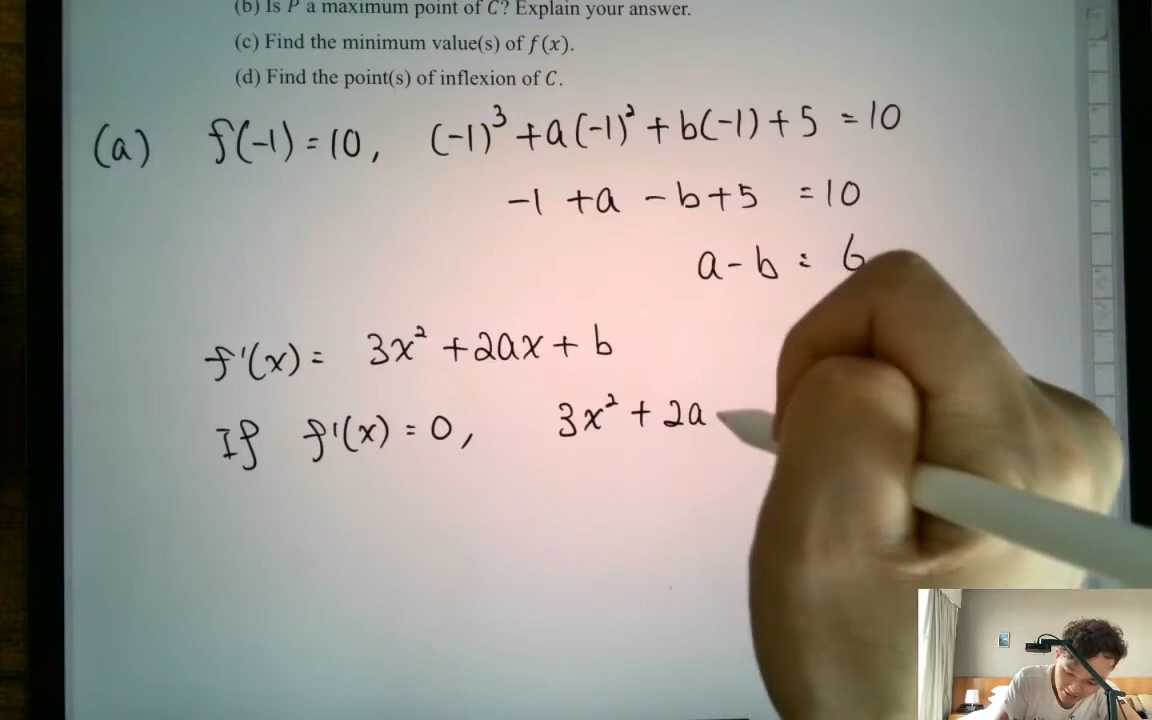 (b) Is P a maximum point of C? Explain your answer.
(c) Find the minimum value(s) of f(x).
(d) Find the point(s) of inflexion of C.
(a) f(-1) = 10, (-1)³ + a(-1)² + b(-1) + 5 = 10
-1 + a - b + 5 = 10
a - b = 6
f'(x) = 3x² + 2ax + b
If f'(x) = 0, 3x² + 2a